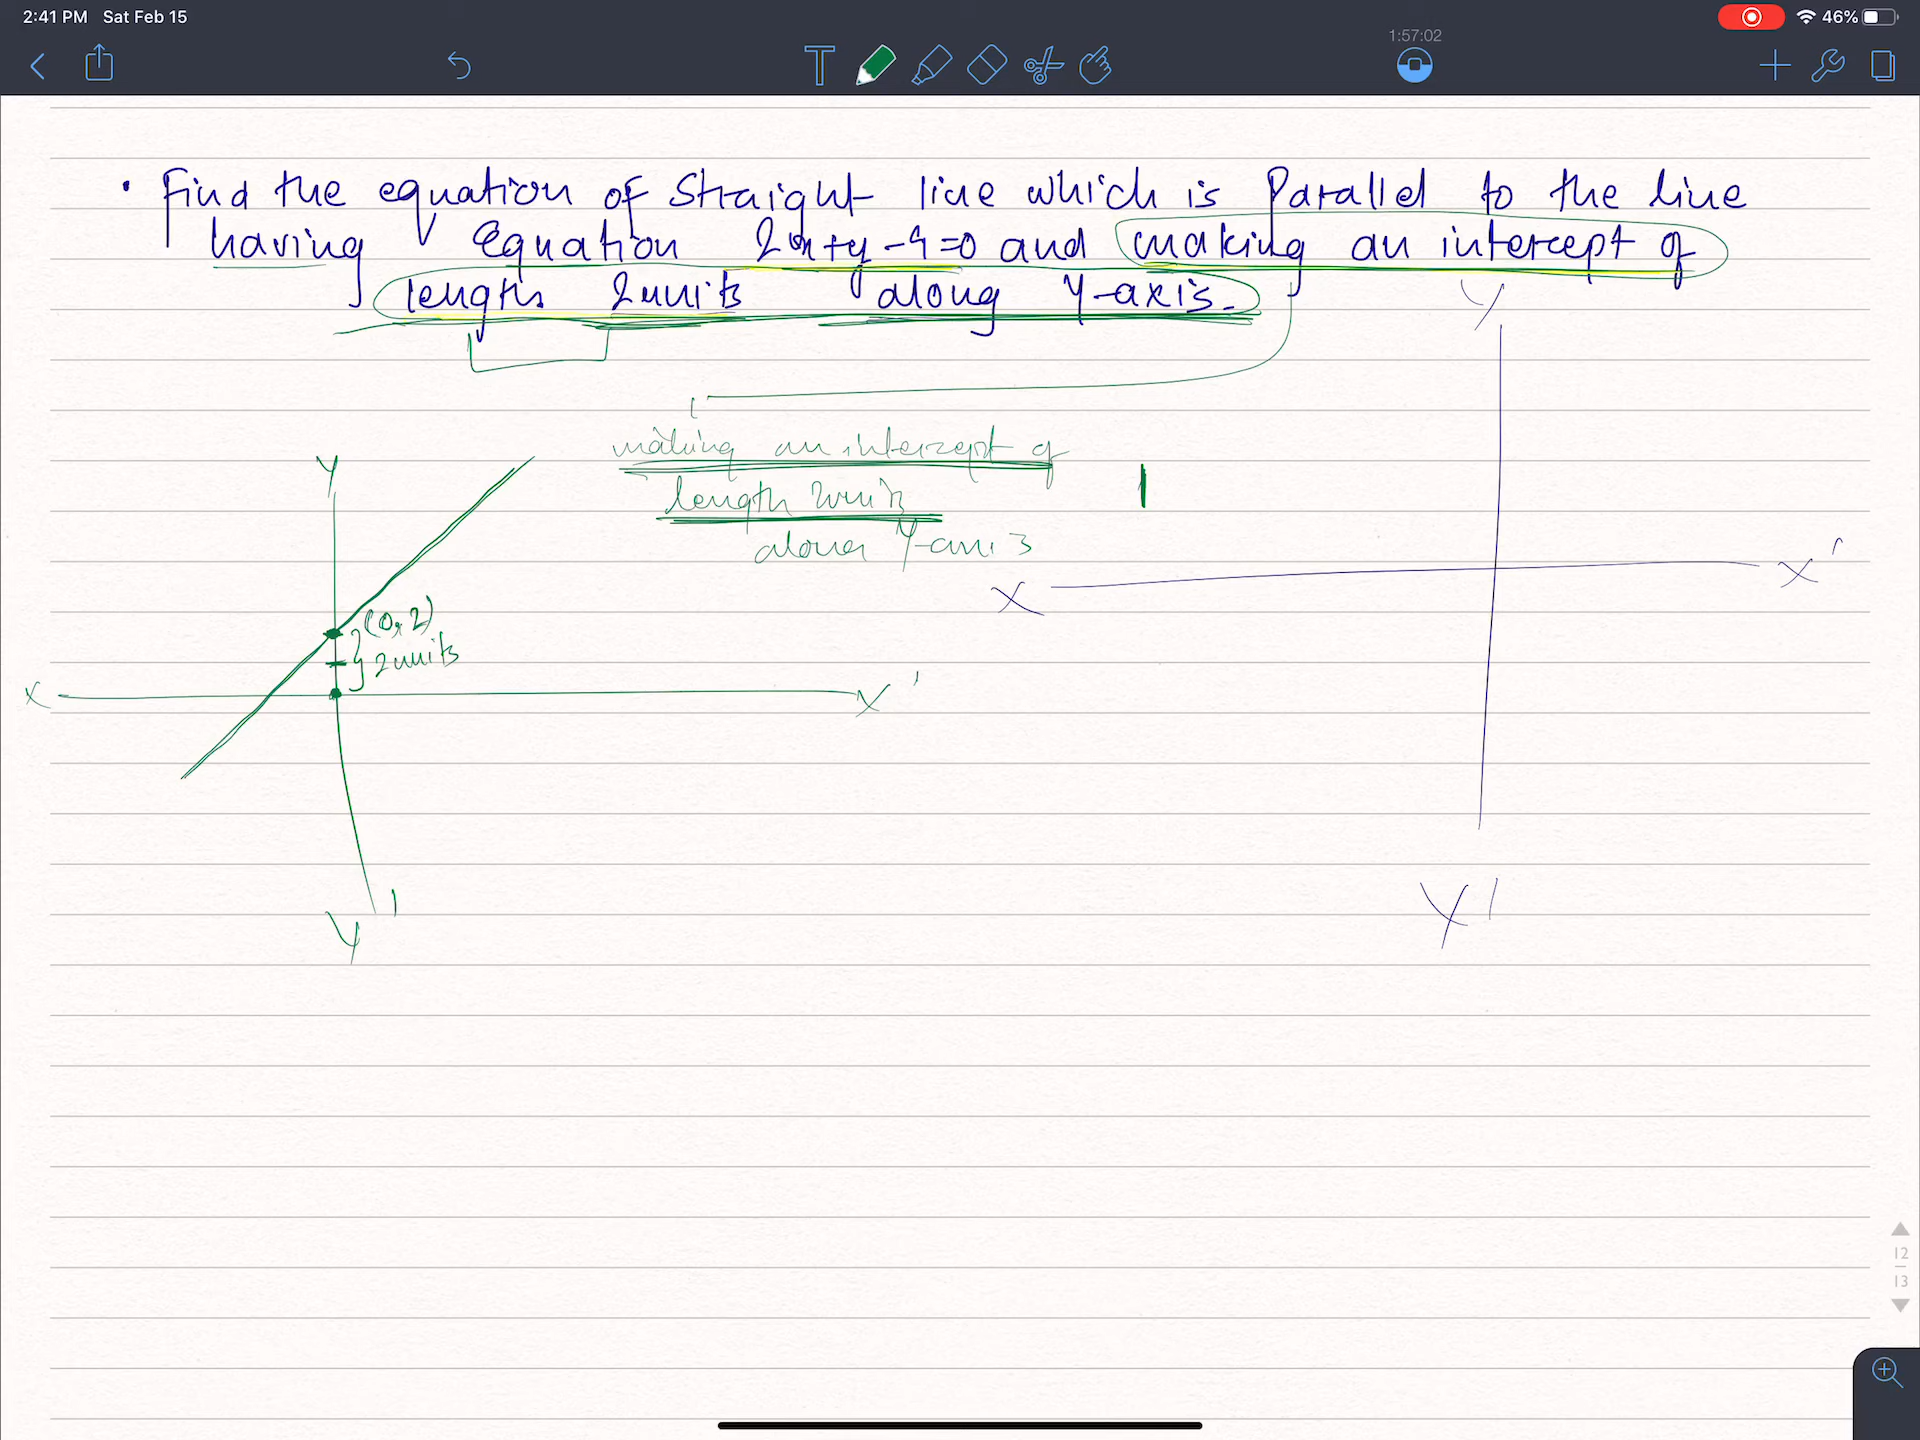 2:41 PM Sat Feb 15
46%
1:57:02
T
• Find the equation of Straight line which is Parallel to the line
having Equation 2x+y-4=0 and making an intercept of
length 2units along Y-axis.
Y
making an intercept of
Y
length 2units
along Y-axis
X'
X
(0,2)
2units
X
X'
Y'
Y'
12
13